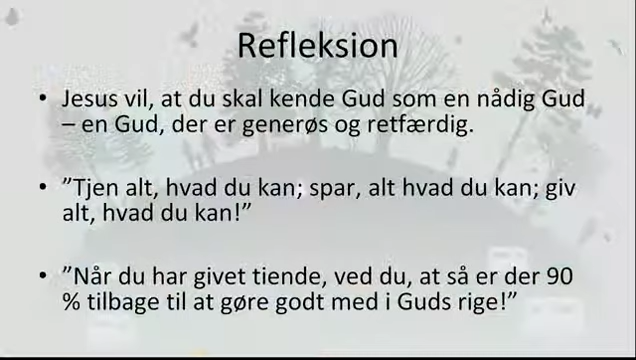 Refleksion
• Jesus vil, at du skal kende Gud som en nådig Gud
– en Gud, der er generøs og retfærdig.
• ”Tjen alt, hvad du kan; spar, alt hvad du kan; giv
alt, hvad du kan!”
• ”Når du har givet tiende, ved du, at så er der 90
% tilbage til at gøre godt med i Guds rige!”